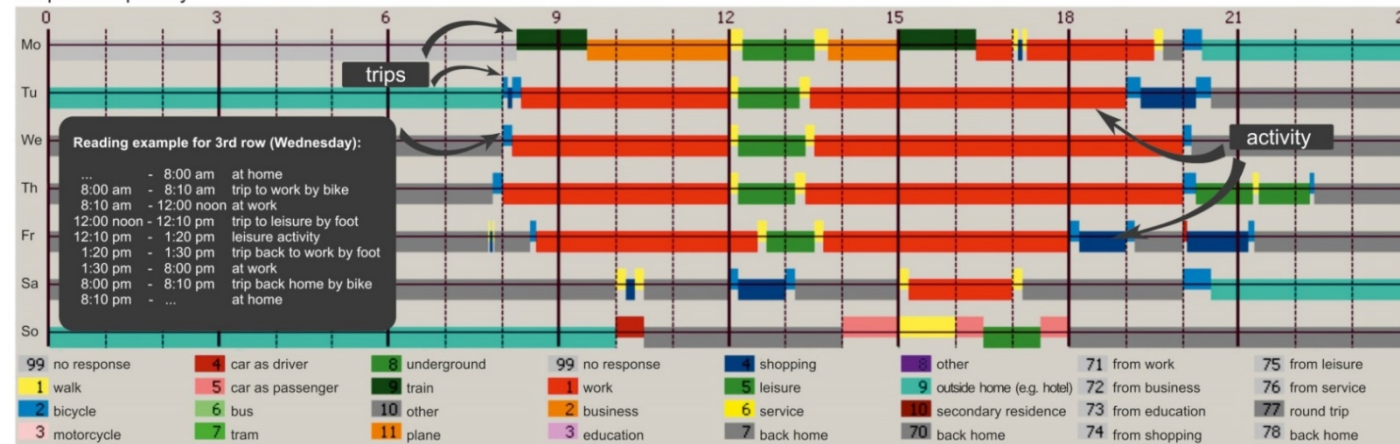 0 3 6 9 12 15 18 21
Mo
trips
Tu
We
activity
Th
Fr
Sa
So
Reading example for 3rd row (Wednesday):
... - 8:00 am at home
8:00 am - 8:10 am trip to work by bike
8:10 am - 12:00 noon at work
12:00 noon - 12:10 pm trip to leisure by foot
12:10 pm - 1:20 pm leisure activity
1:20 pm - 1:30 pm trip back to work by foot
1:30 pm - 8:00 pm at work
8:00 pm - 8:10 pm trip back home by bike
8:10 pm - ... at home
99 no response 4 car as driver 8 underground 99 no response 4 shopping 8 other 71 from work 75 from leisure
1 walk 5 car as passenger 9 train 1 work 5 leisure 9 outside home (e.g. hotel) 72 from business 76 from service
2 bicycle 6 bus 10 other 2 business 6 service 10 secondary residence 73 from education 77 round trip
3 motorcycle 7 tram 11 plane 3 education 7 back home 70 back home 74 from shopping 78 back home